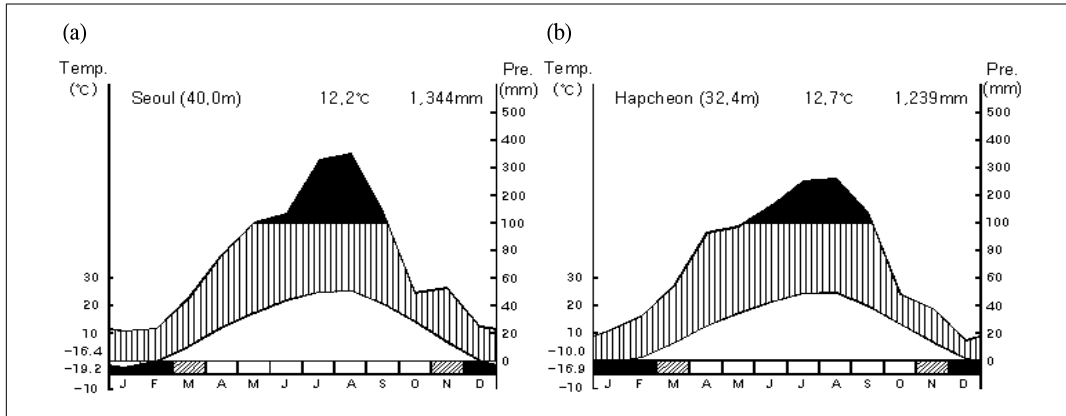 (a)
Temp.
(℃)
Seoul (40,0m) 12,2℃ 1,344mm
Pre.
(mm)
500
400
300
200
100
80
60
40
20
0
30
20
10
-16.4
-19.2
-10
J F M A M J J A S O N D
(b)
Temp.
(℃)
Hapcheon (32,4m) 12,7℃ 1,239mm
Pre.
(mm)
500
400
300
200
100
80
60
40
20
0
30
20
10
-10.0
-16.9
-10
J F M A M J J A S O N D